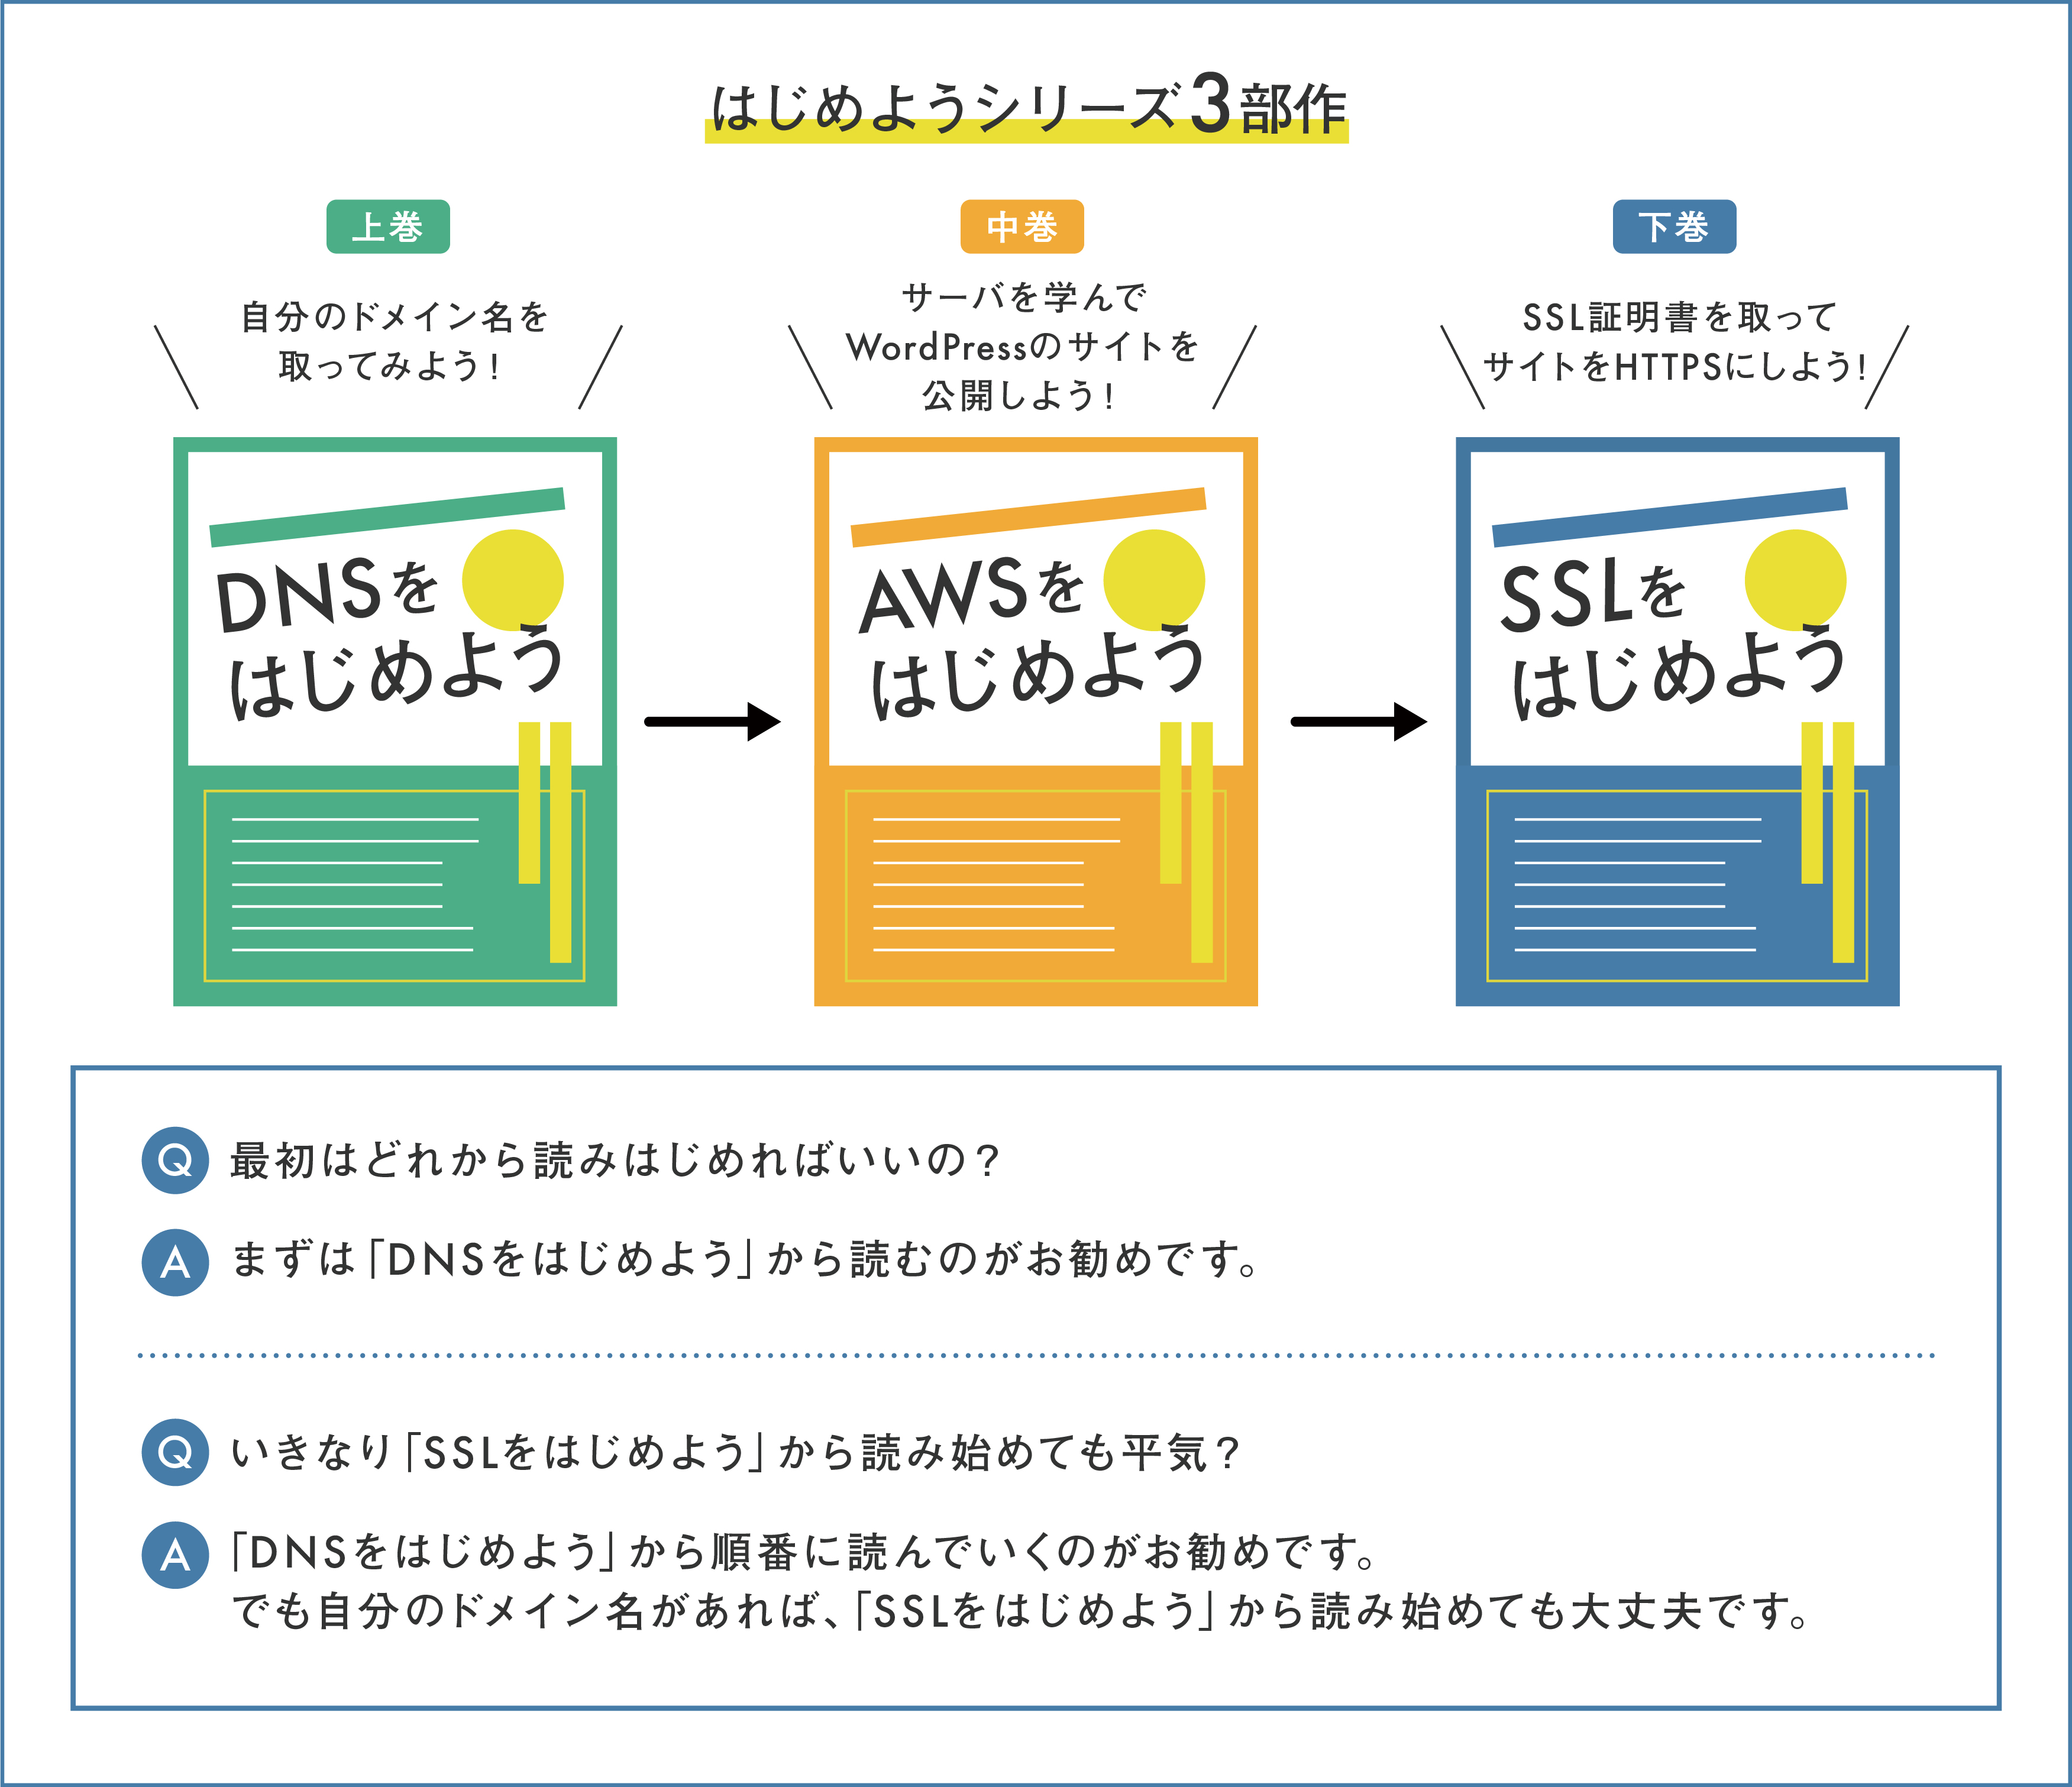 はじめようシリーズ3部作
上巻
自分のドメイン名を
取ってみよう！
DNSを
はじめよう
中巻
サーバを学んで
WordPressのサイトを
公開しよう！
AWSを
はじめよう
下巻
SSL証明書を取って
サイトをHTTPSにしよう！
SSLを
はじめよう
Q 最初はどれから読みはじめればいいの？
A まずは「DNSをはじめよう」から読むのがお勧めです。
Q いきなり「SSLをはじめよう」から読み始めても平気？
A 「DNSをはじめよう」から順番に読んでいくのがお勧めです。
でも自分のドメイン名があれば、「SSLをはじめよう」から読み始めても大丈夫です。